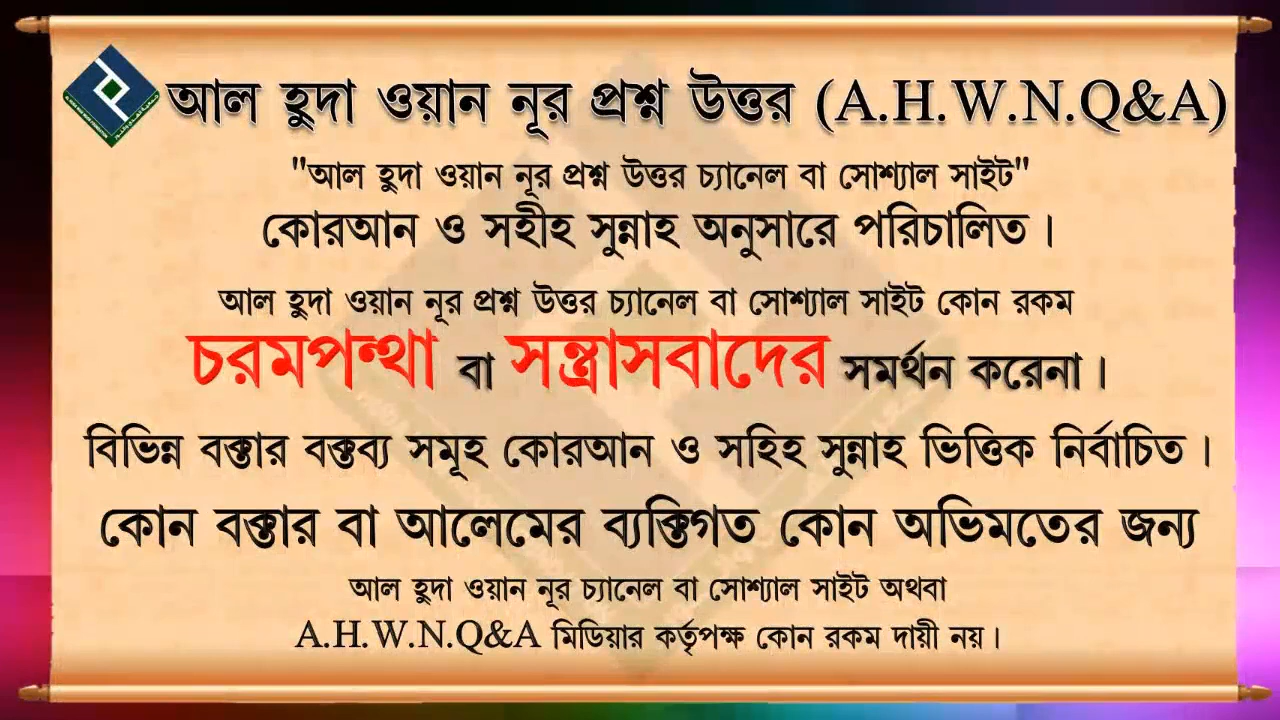 আল হুদা ওয়ান নূর প্রশ্ন উত্তর (A.H.W.N.Q&A)
"আল হুদা ওয়ান নূর প্রশ্ন উত্তর চ্যানেল বা সোশ্যাল সাইট"
কোরআন ও সহীহ সুন্নাহ অনুসারে পরিচালিত ।
আল হুদা ওয়ান নূর প্রশ্ন উত্তর চ্যানেল বা সোশ্যাল সাইট কোন রকম
চরমপন্থা বা সন্ত্রাসবাদের সমর্থন করেনা ।
বিভিন্ন বক্তার বক্তব্য সমূহ কোরআন ও সহিহ সুন্নাহ ভিত্তিক নির্বাচিত ।
কোন বক্তার বা আলেমের ব্যক্তিগত কোন অভিমতের জন্য
আল হুদা ওয়ান নূর চ্যানেল বা সোশ্যাল সাইট অথবা
A.H.W.N.Q&A মিডিয়ার কর্তৃপক্ষ কোন রকম দায়ী নয় ।